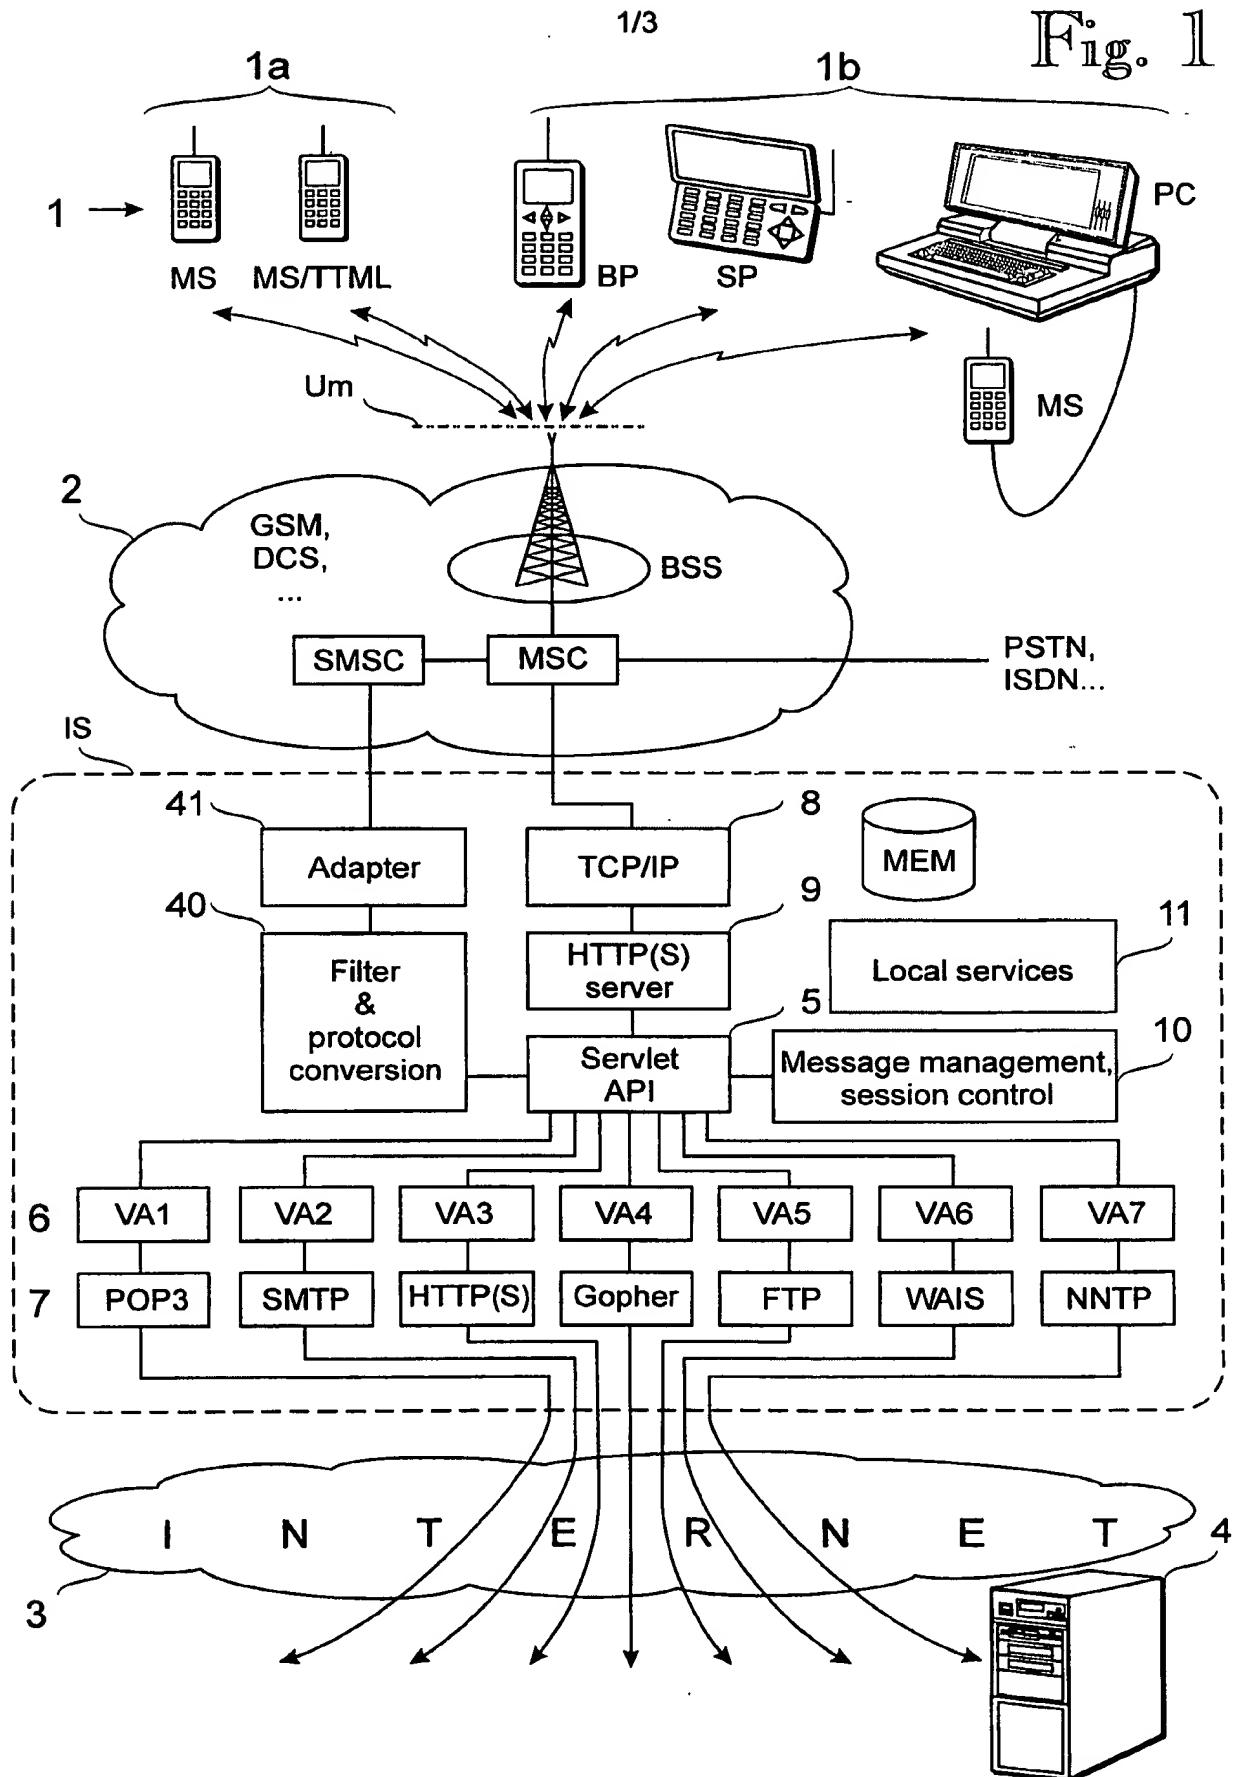 1/3
Fig. 1
1a
1b
1
MS
MS/TTML
BP
SP
PC
MS
Um
2
GSM,
DCS,
...
BSS
SMSC
MSC
PSTN,
ISDN...
IS
41
Adapter
8
TCP/IP
MEM
40
Filter
&
protocol
conversion
9
HTTP(S)
server
11
Local services
5
Servlet
API
10
Message management,
session control
6
VA1
VA2
VA3
VA4
VA5
VA6
VA7
7
POP3
SMTP
HTTP(S)
Gopher
FTP
WAIS
NNTP
I N T E R N E T
3
4